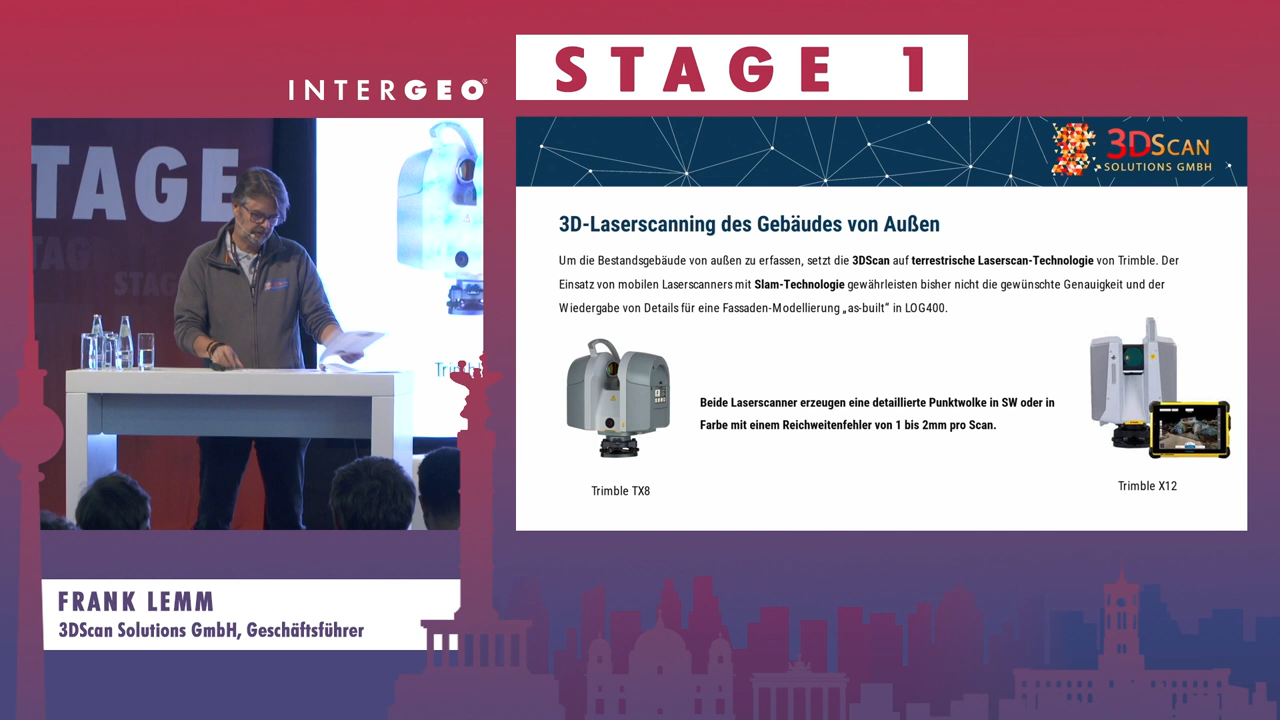 INTERGEO®
STAGE 1
TAGE
TAG
STAGE
3DSCAN
SOLUTIONS GMBH
3D-Laserscanning des Gebäudes von Außen
Um die Bestandsgebäude von außen zu erfassen, setzt die 3DScan auf terrestrische Laserscan-Technologie von Trimble. Der
Einsatz von mobilen Laserscanners mit Slam-Technologie gewährleisten bisher nicht die gewünschte Genauigkeit und der
Wiedergabe von Details für eine Fassaden-Modellierung „as-built“ in LOG400.
Beide Laserscanner erzeugen eine detaillierte Punktwolke in SW oder in
Farbe mit einem Reichweitenfehler von 1 bis 2mm pro Scan.
Trimble TX8
Trimble X12
FRANK LEMM
3DScan Solutions GmbH, Geschäftsführer